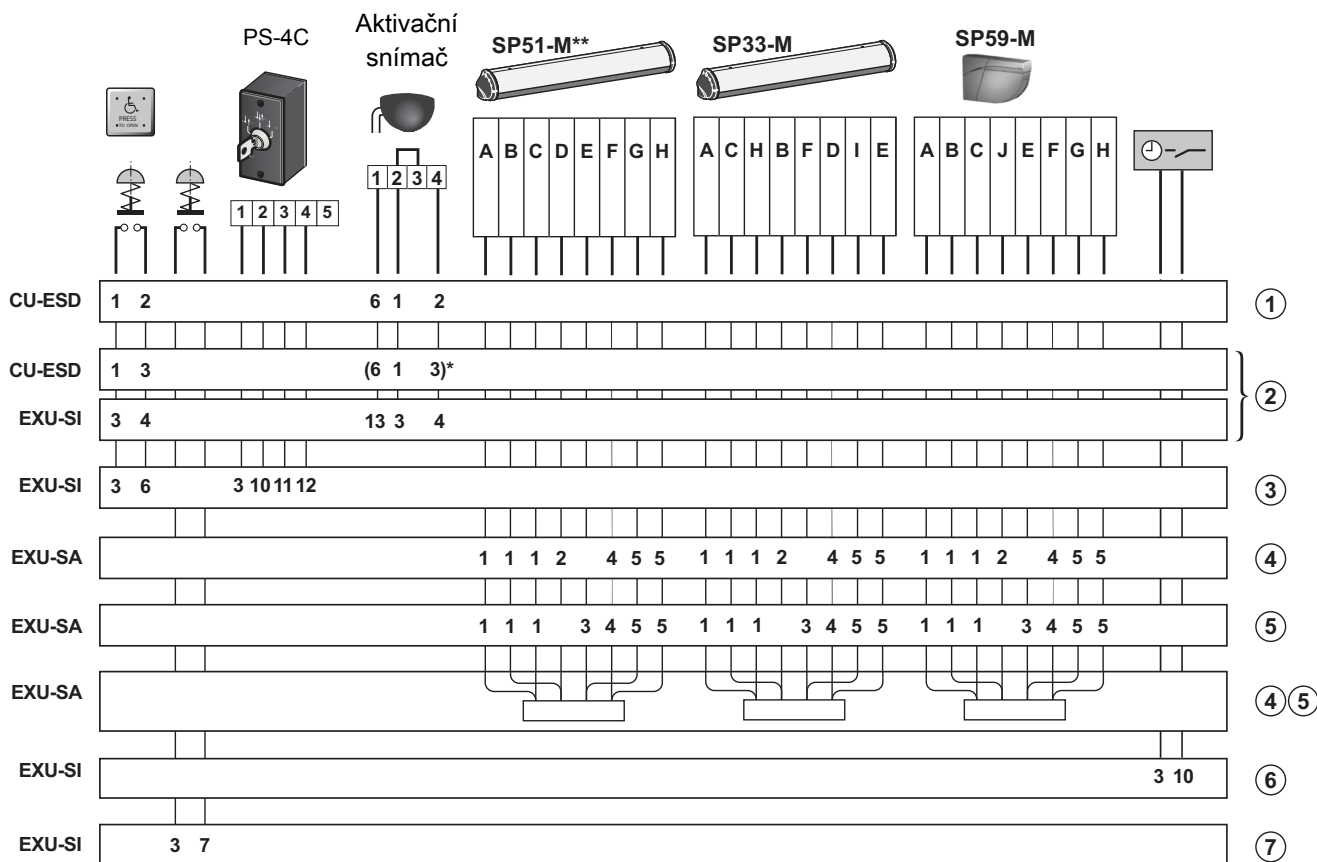 PS-4C
Aktivační
snímač
SP51-M**
SP33-M
SP59-M
PRESS
TO OPEN
1 2 3 4 5
1 2 3 4
A B C D E F G H
A C H B F D I E
A B C J E F G H
CU-ESD 1 2 6 1 2 1
CU-ESD 1 3 (6 1 3)*
2
EXU-SI 3 4 13 3 4
EXU-SI 3 6 3 10 11 12 3
EXU-SA 1 1 1 2 4 5 5 1 1 1 2 4 5 5 1 1 1 2 4 5 5 4
EXU-SA 1 1 1 3 4 5 5 1 1 1 3 4 5 5 1 1 1 3 4 5 5 5
EXU-SA 4 5
EXU-SI 3 10 6
EXU-SI 3 7 7